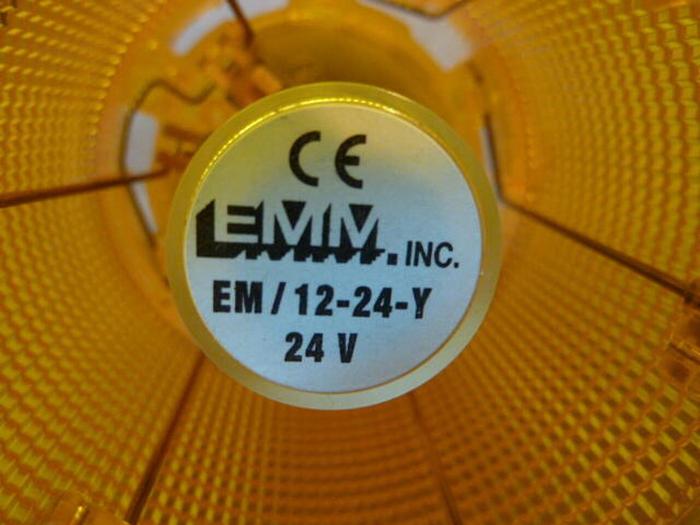 CE
EMM. INC.
EM/12-24-Y
24 V